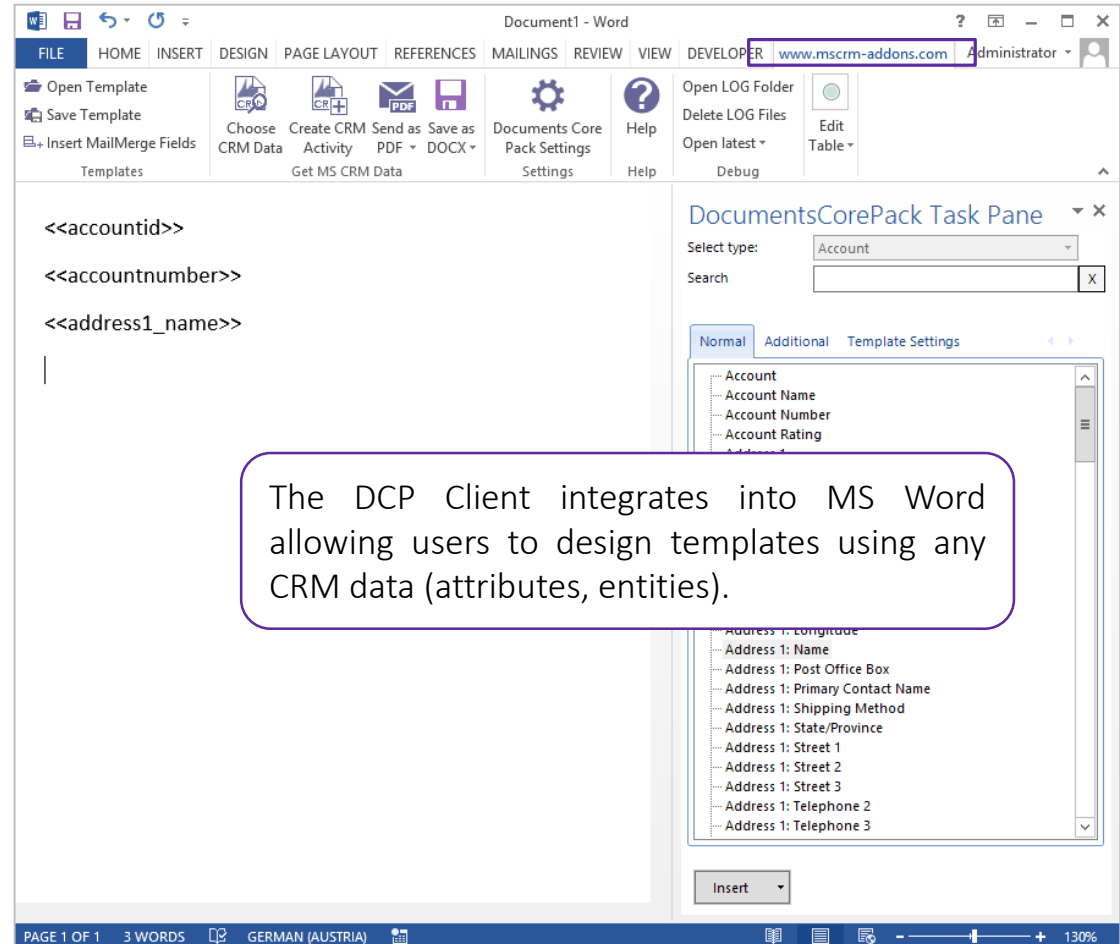 Document1 - Word
FILE HOME INSERT DESIGN PAGE LAYOUT REFERENCES MAILINGS REVIEW VIEW DEVELOPER www.mscrm-addons.com Administrator
Open Template
Save Template
Insert MailMerge Fields
Templates
Choose CRM Data
Create CRM Activity
Send as PDF
Save as DOCX
Get MS CRM Data
Documents Core Pack Settings
Settings
Help
Help
Open LOG Folder
Delete LOG Files
Open latest
Debug
Edit Table
<<accountid>>
<<accountnumber>>
<<address1_name>>
DocumentsCorePack Task Pane
Select type: Account
Search X
Normal Additional Template Settings
Account
Account Name
Account Number
Account Rating
Address 1
The DCP Client integrates into MS Word
allowing users to design templates using any
CRM data (attributes, entities).
Address 1: Longitude
Address 1: Name
Address 1: Post Office Box
Address 1: Primary Contact Name
Address 1: Shipping Method
Address 1: State/Province
Address 1: Street 1
Address 1: Street 2
Address 1: Street 3
Address 1: Telephone 2
Address 1: Telephone 3
Insert
PAGE 1 OF 1 3 WORDS GERMAN (AUSTRIA) 130%